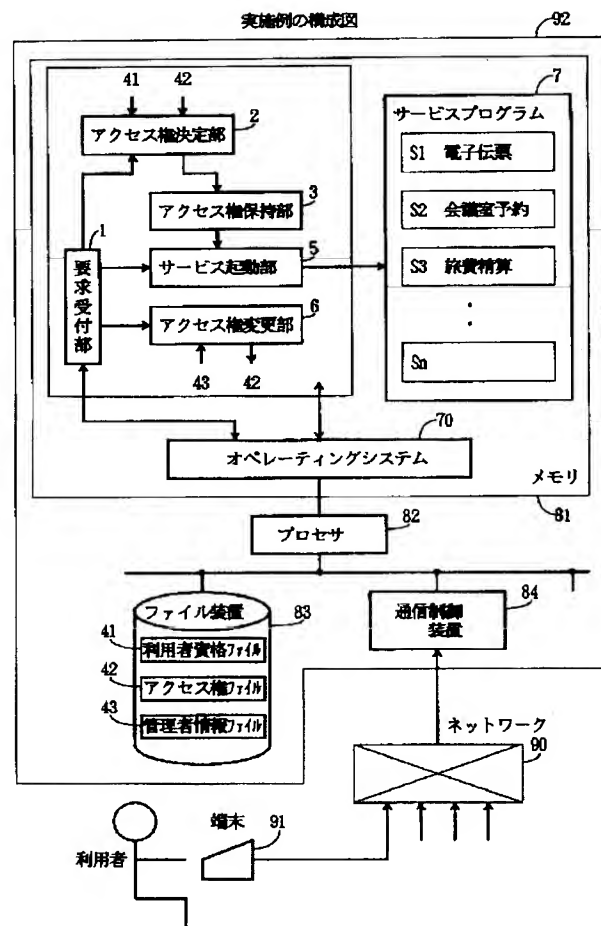 実施例の構成図
92
41 42
7
2
アクセス権決定部
サービスプログラム
S1 電子伝票
3
アクセス権保持部
S2 会議室予約
1
5
要求受付部
サービス起動部
S3 旅費精算
6
アクセス権変更部
43 42
Sn
70
オペレーティングシステム
メモリ
81
82
プロセサ
ファイル装置
83
84
通信制御
装置
41
利用者資格ファイル
42
アクセス権ファイル
43
管理者情報ファイル
ネットワーク
90
端末
91
利用者